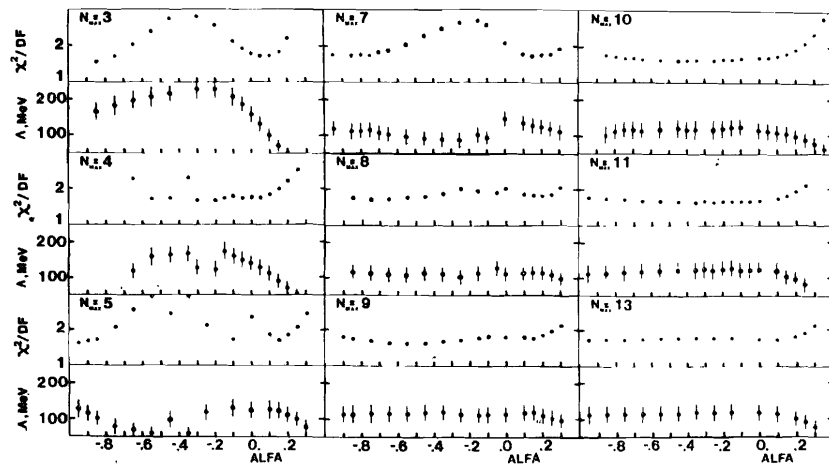 N 3
N 7
N 10
χ²/DF
2
1
Λ, MeV
200
100
N 4
N 8
N 11
χ²/DF
2
1
Λ, MeV
200
100
N 5
N 9
N 13
χ²/DF
2
1
Λ, MeV
200
100
-.8 -.6 -.4 -.2 0. .2
-.8 -.6 -.4 -.2 0. .2
-.8 -.6 -.4 -.2 0. .2
ALFA
ALFA
ALFA